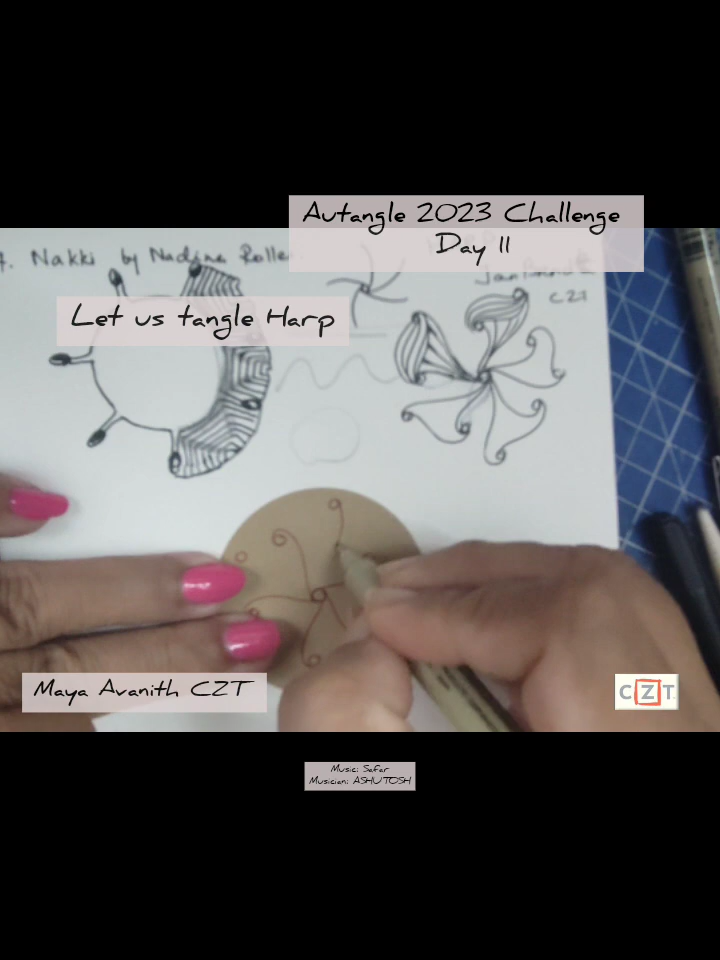 Autangle 2023 Challenge
Day 11
Nakki by Nadine Roller
CZT
Let us tangle Harp
Maya Avanith CZT
CZT
Music: Safar
Musician: ASHUTOSH